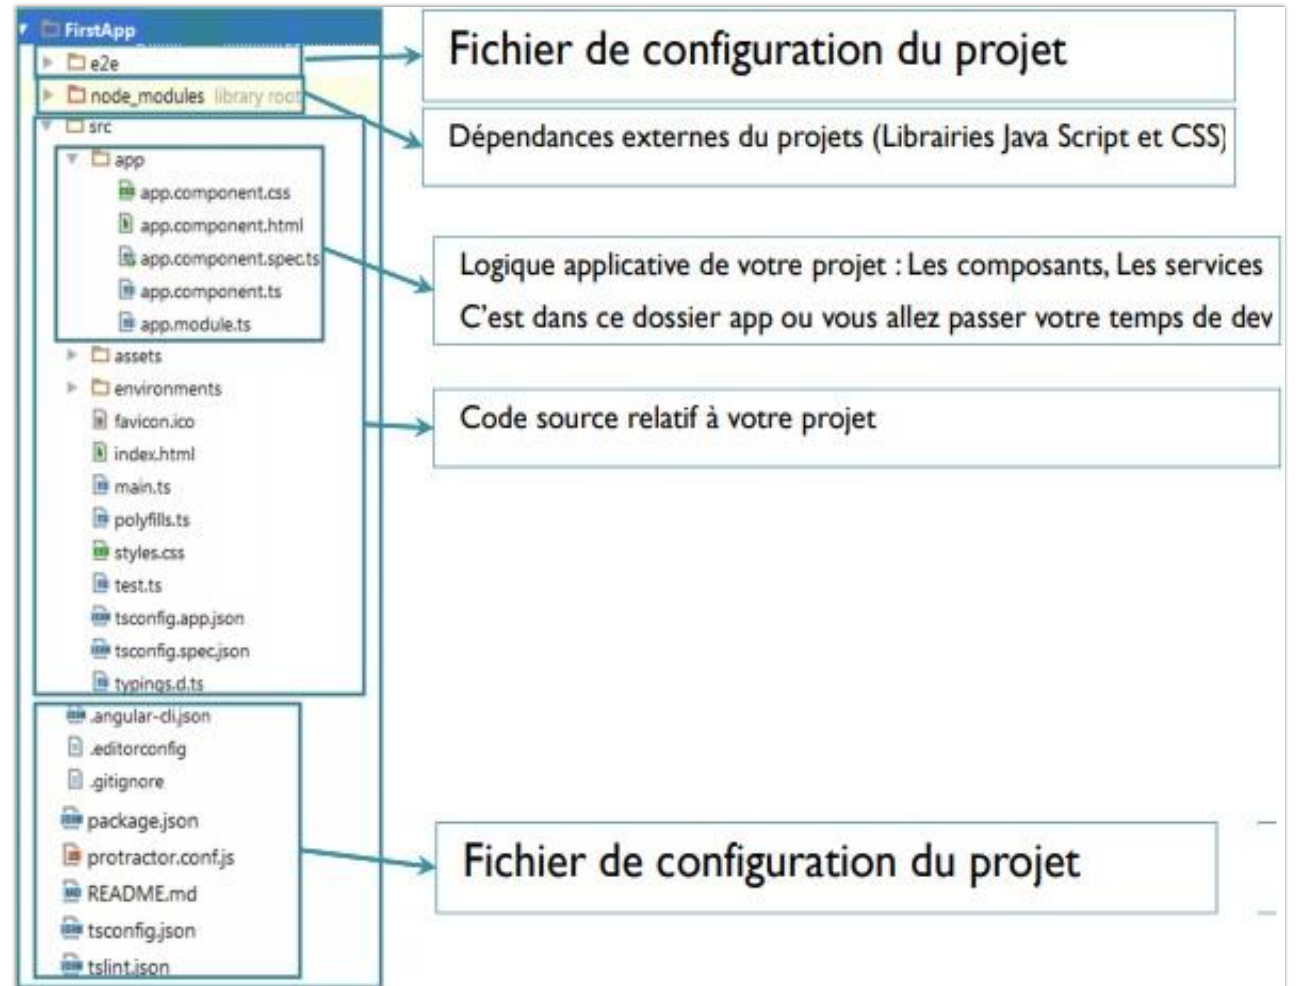 FirstApp
e2e
node_modules library root
src
app
app.component.css
app.component.html
app.component.spec.ts
app.component.ts
app.module.ts
assets
environments
favicon.ico
index.html
main.ts
polyfills.ts
styles.css
test.ts
tsconfig.app.json
tsconfig.spec.json
typings.d.ts
.angular-cli.json
.editorconfig
.gitignore
package.json
protractor.conf.js
README.md
tsconfig.json
tslint.json
Fichier de configuration du projet
Dépendances externes du projets (Librairies Java Script et CSS)
Logique applicative de votre projet : Les composants, Les services
C'est dans ce dossier app ou vous allez passer votre temps de dev
Code source relatif à votre projet
Fichier de configuration du projet